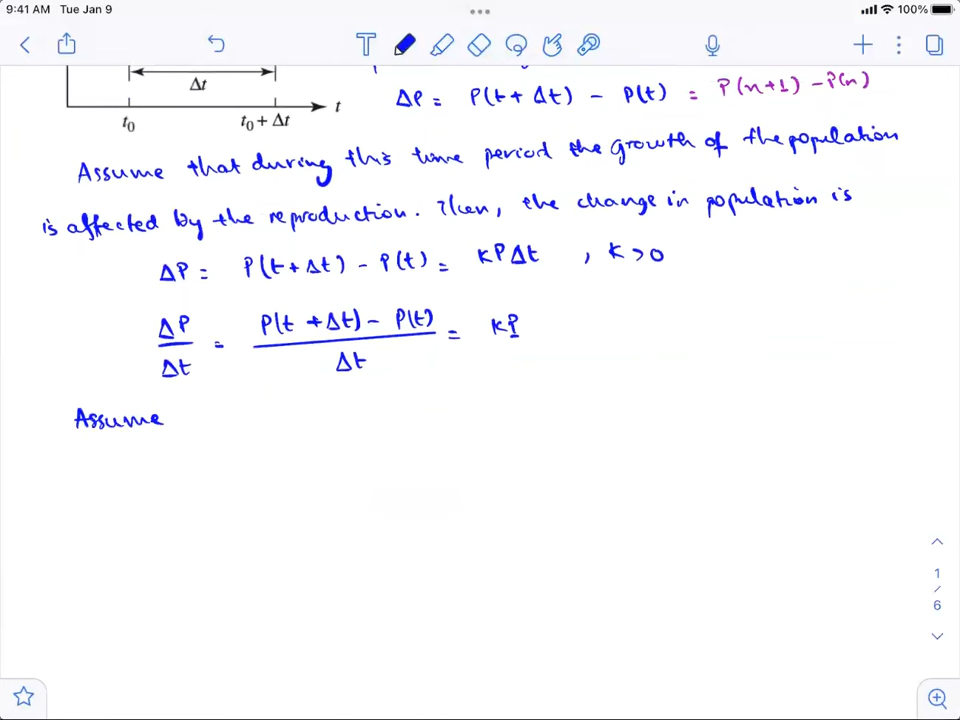 9:41 AM Tue Jan 9
100%
Δt
t
t₀
t₀ + Δt
ΔP = P(t + Δt) - P(t) = P(n+1) - P(n)
Assume that during this time period the growth of the population
is affected by the reproduction. Then, the change in population is
ΔP = P(t+Δt) - P(t) = KPΔt , K > 0
ΔP/Δt = (P(t + Δt) - P(t))/Δt = KP
Assume
1
/
6